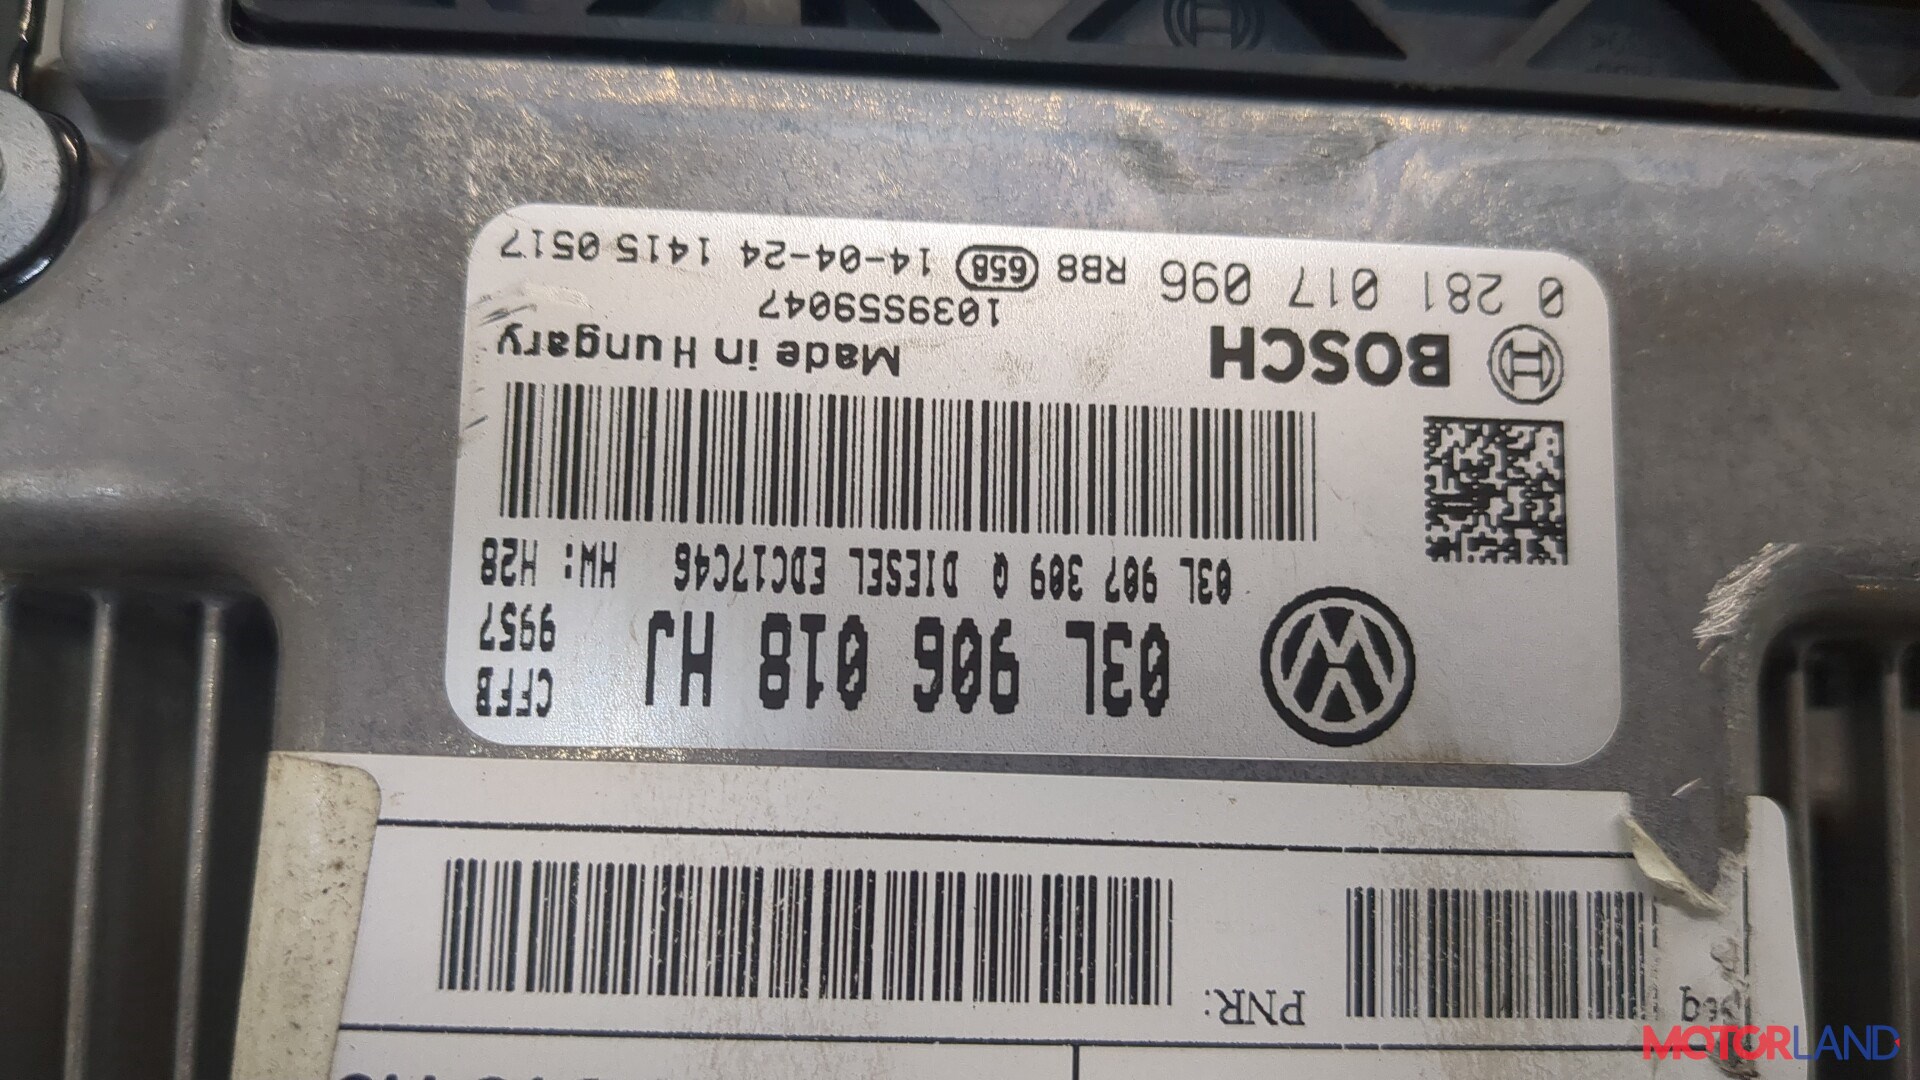 PNR:
03L 906 018 HJ CFFB
9957
03L 907 309 Q DIESEL EDC17C46 HW: H28
BOSCH Made in Hungary
1039S59047
0 281 017 096 RB8 658 14-04-24 1415 0517
MOTORLAND